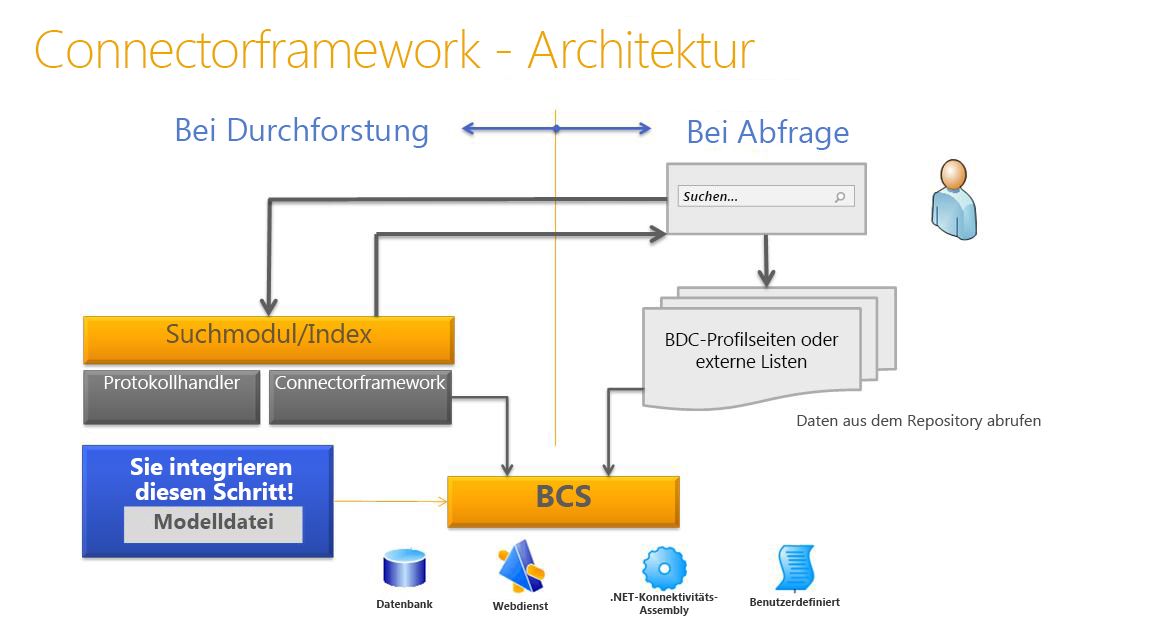 Connectorframework - Architektur
Bei Durchforstung
Bei Abfrage
Suchen...
Suchmodul/Index
BDC-Profilseiten oder
externe Listen
Protokollhandler
Connectorframework
Daten aus dem Repository abrufen
Sie integrieren
diesen Schritt!
Modelldatei
BCS
Datenbank
Webdienst
.NET-Konnektivitäts-
Assembly
Benutzerdefiniert